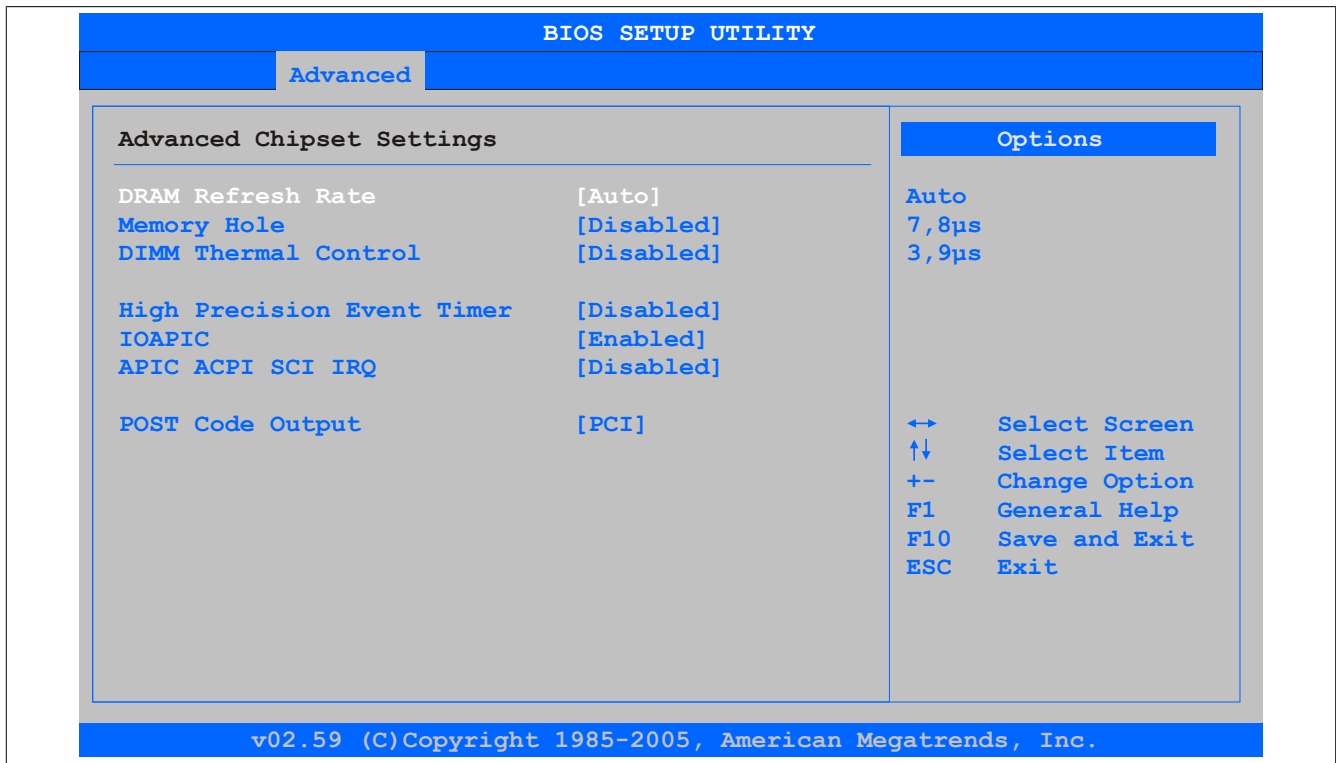 BIOS SETUP UTILITY
Advanced
Advanced Chipset Settings
DRAM Refresh Rate [Auto]
Memory Hole [Disabled]
DIMM Thermal Control [Disabled]
High Precision Event Timer [Disabled]
IOAPIC [Enabled]
APIC ACPI SCI IRQ [Disabled]
POST Code Output [PCI]
Options
Auto
7,8µs
3,9µs
←→ Select Screen
↑↓ Select Item
+- Change Option
F1 General Help
F10 Save and Exit
ESC Exit
v02.59 (C)Copyright 1985-2005, American Megatrends, Inc.